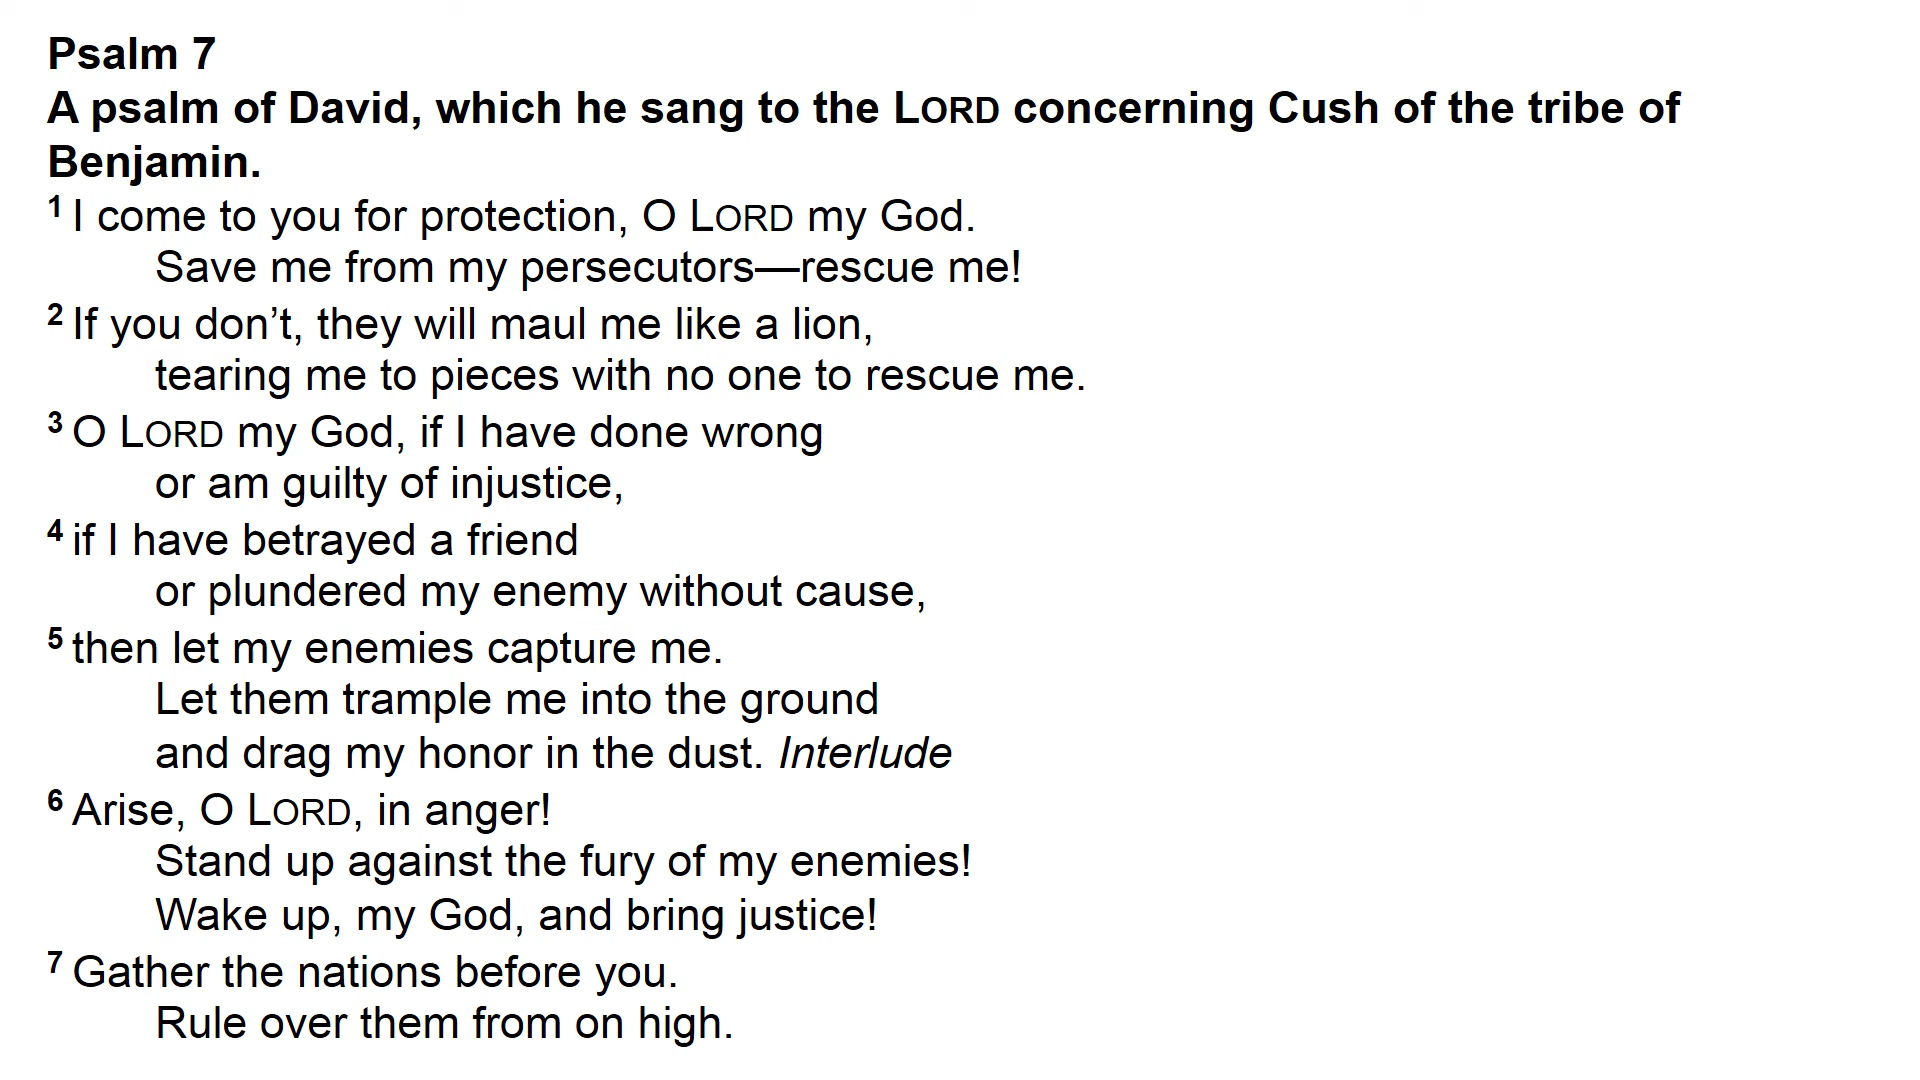 Psalm 7
A psalm of David, which he sang to the LORD concerning Cush of the tribe of
Benjamin.
1 I come to you for protection, O LORD my God.
Save me from my persecutors—rescue me!
2 If you don’t, they will maul me like a lion,
tearing me to pieces with no one to rescue me.
3 O LORD my God, if I have done wrong
or am guilty of injustice,
4 if I have betrayed a friend
or plundered my enemy without cause,
5 then let my enemies capture me.
Let them trample me into the ground
and drag my honor in the dust. Interlude
6 Arise, O LORD, in anger!
Stand up against the fury of my enemies!
Wake up, my God, and bring justice!
7 Gather the nations before you.
Rule over them from on high.